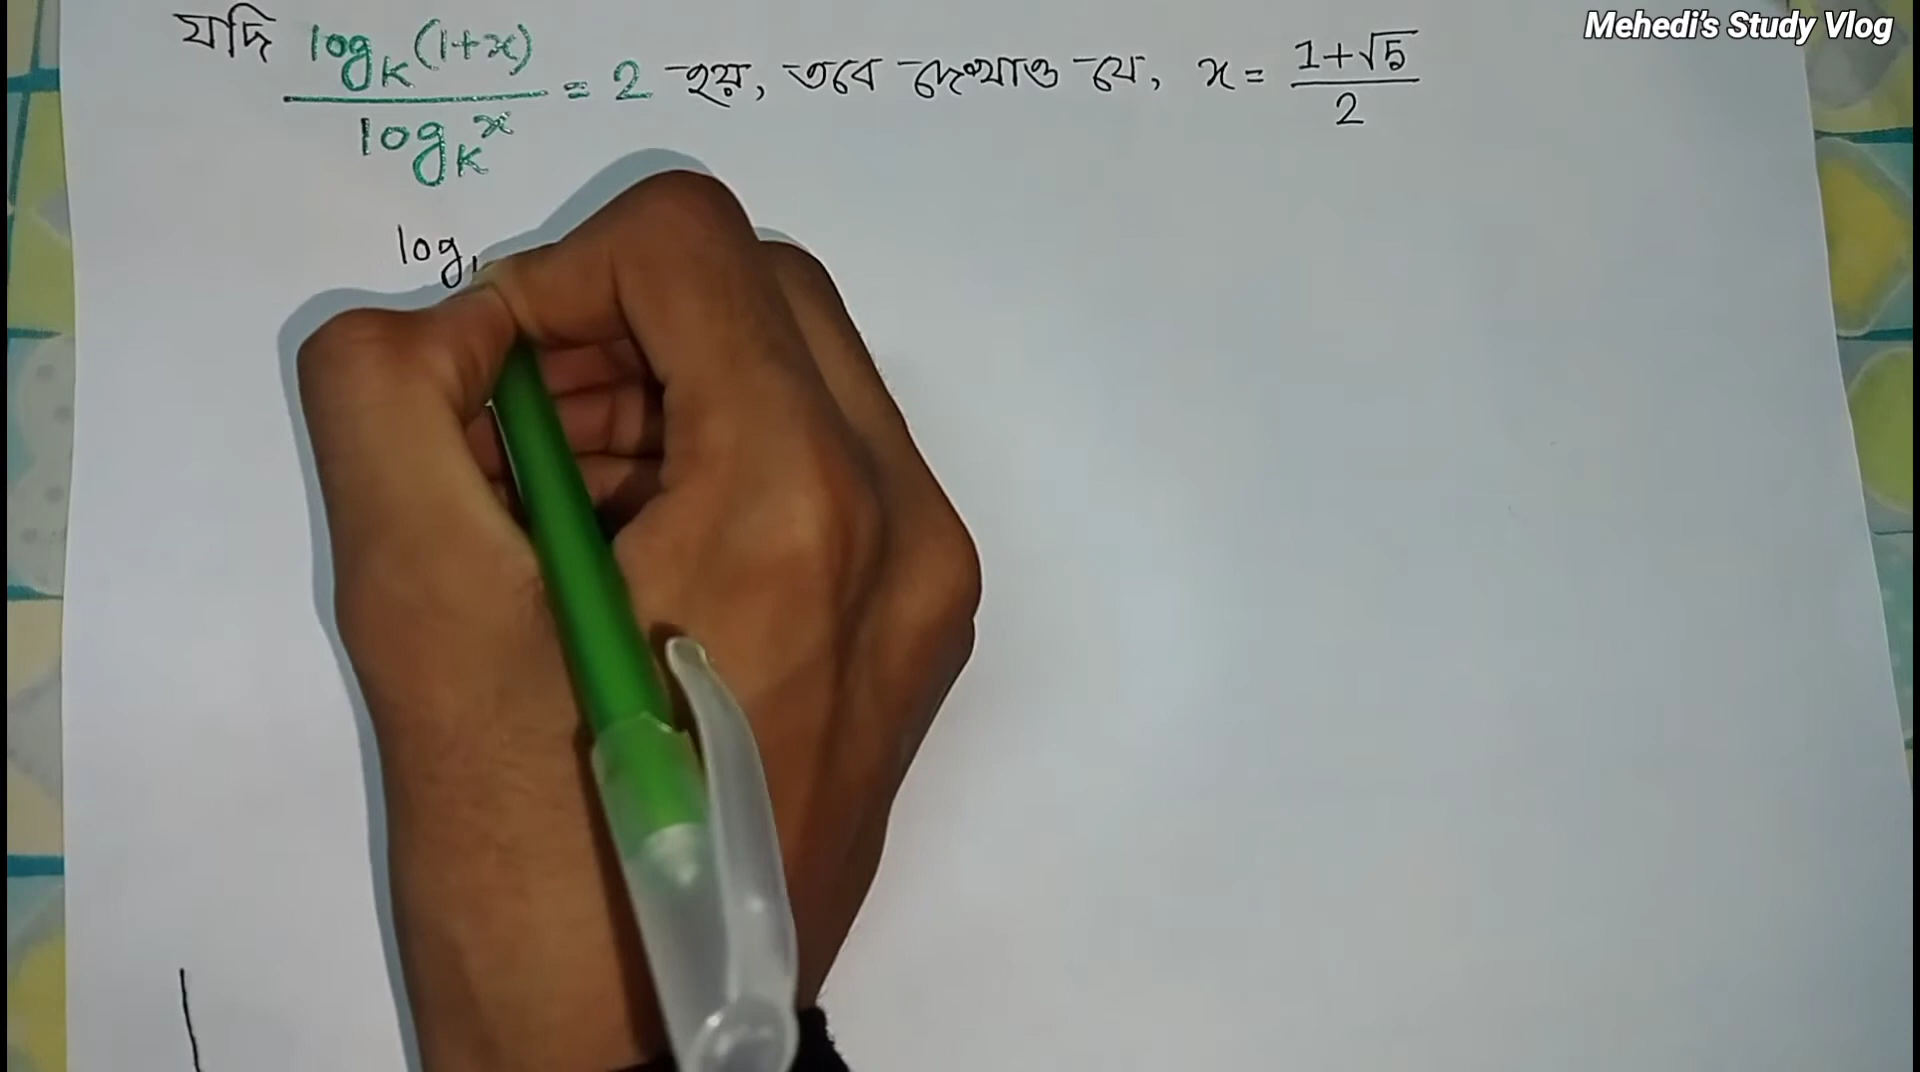 Mehedi's Study Vlog
যদি log_K(1+x) / log_K x = 2 হয়, তবে দেখাও যে, x = (1+√5) / 2
log